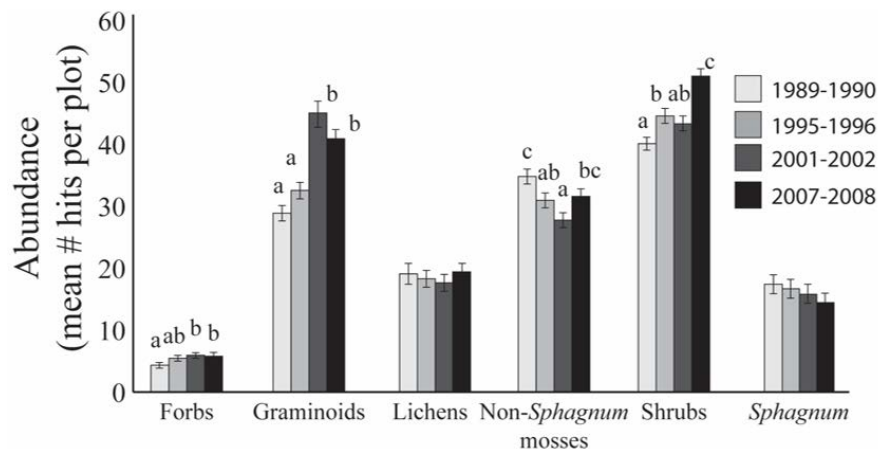 Abundance
(mean # hits per plot)
60
50
40
30
20
10
0
a ab b b
a a b b
c ab a bc
a b ab c
1989-1990
1995-1996
2001-2002
2007-2008
Forbs Graminoids Lichens Non-Sphagnum Shrubs Sphagnum
mosses